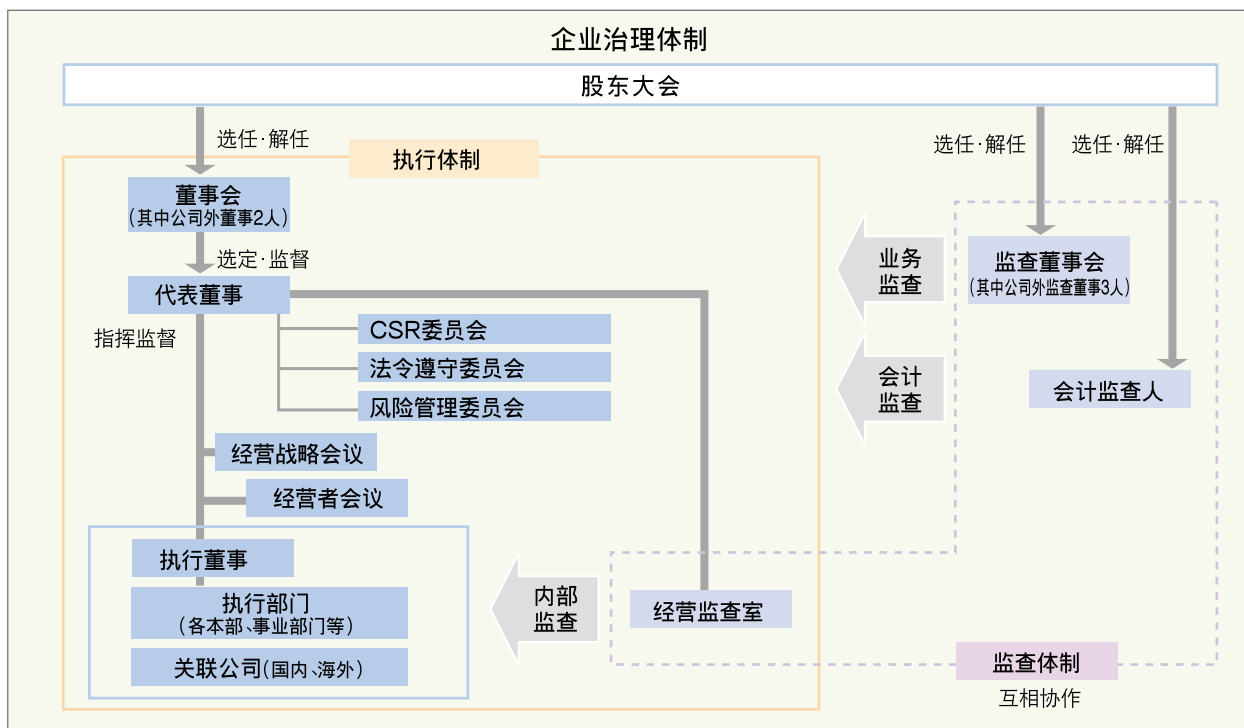 企业治理体制
股东大会
选任·解任
选任·解任
选任·解任
执行体制
董事会
(其中公司外董事2人)
选定·监督
代表董事
指挥监督
CSR委员会
法令遵守委员会
风险管理委员会
经营战略会议
经营者会议
执行董事
执行部门
(各本部、事业部门等)
关联公司(国内、海外)
业务
监查
会计
监查
内部
监查
监查董事会
(其中公司外监查董事3人)
会计监查人
经营监查室
监查体制
互相协作